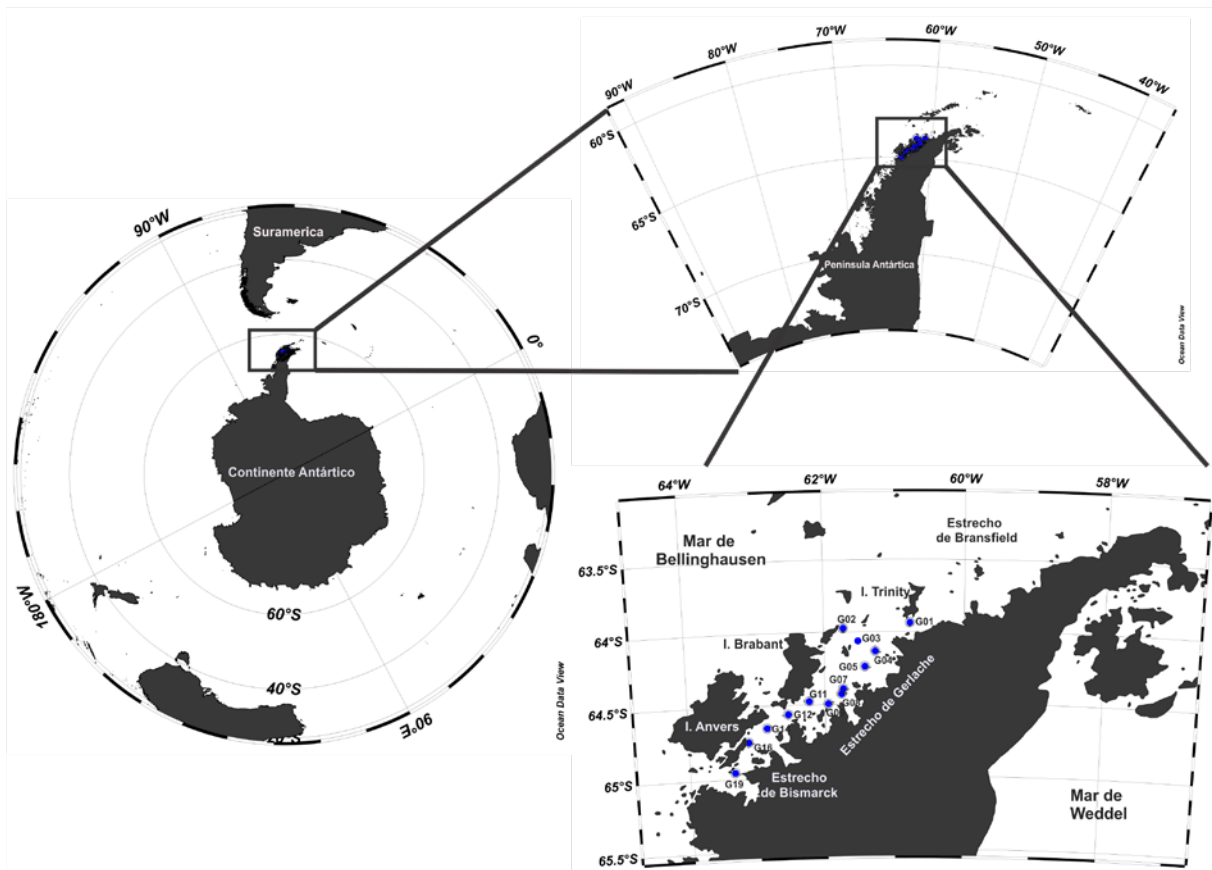 90°W
Suramerica
0°
Continente Antártico
180°W
60°S
40°S
90°E
Ocean Data View
90°W
80°W
70°W
60°W
50°W
40°W
60°S
65°S
70°S
Península Antártica
Ocean Data View
64°W
62°W
60°W
58°W
Mar de
Bellinghausen
Estrecho
de Bransfield
63.5°S
I. Trinity
G02
G01
64°S
G03
I. Brabant
G04
G05
G07
Estrecho de Gerlache
G11
64.5°S
G12
I. Anvers
G16
Estrecho
de Bismarck
G19
65°S
Mar de
Weddel
65.5°S